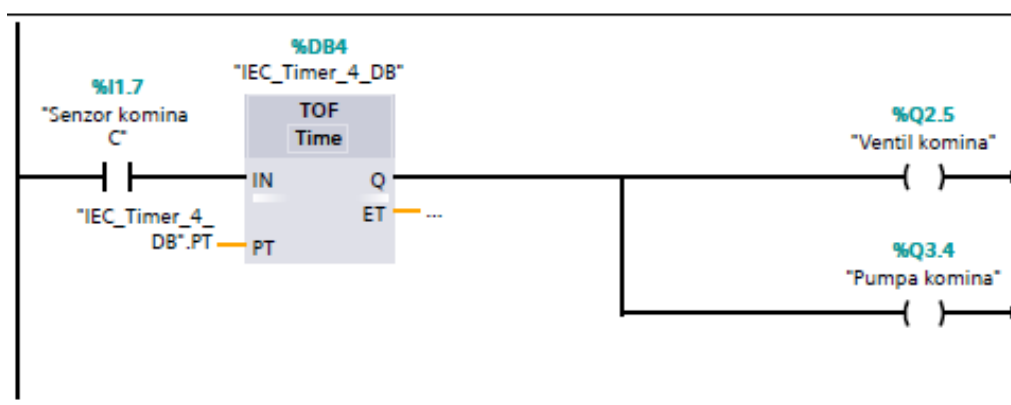 %DB4
"IEC_Timer_4_DB"
%I1.7
"Senzor komina
C"
TOF
Time
IN
Q
ET
...
"IEC_Timer_4_
DB".PT
PT
%Q2.5
"Ventil komina"
%Q3.4
"Pumpa komina"